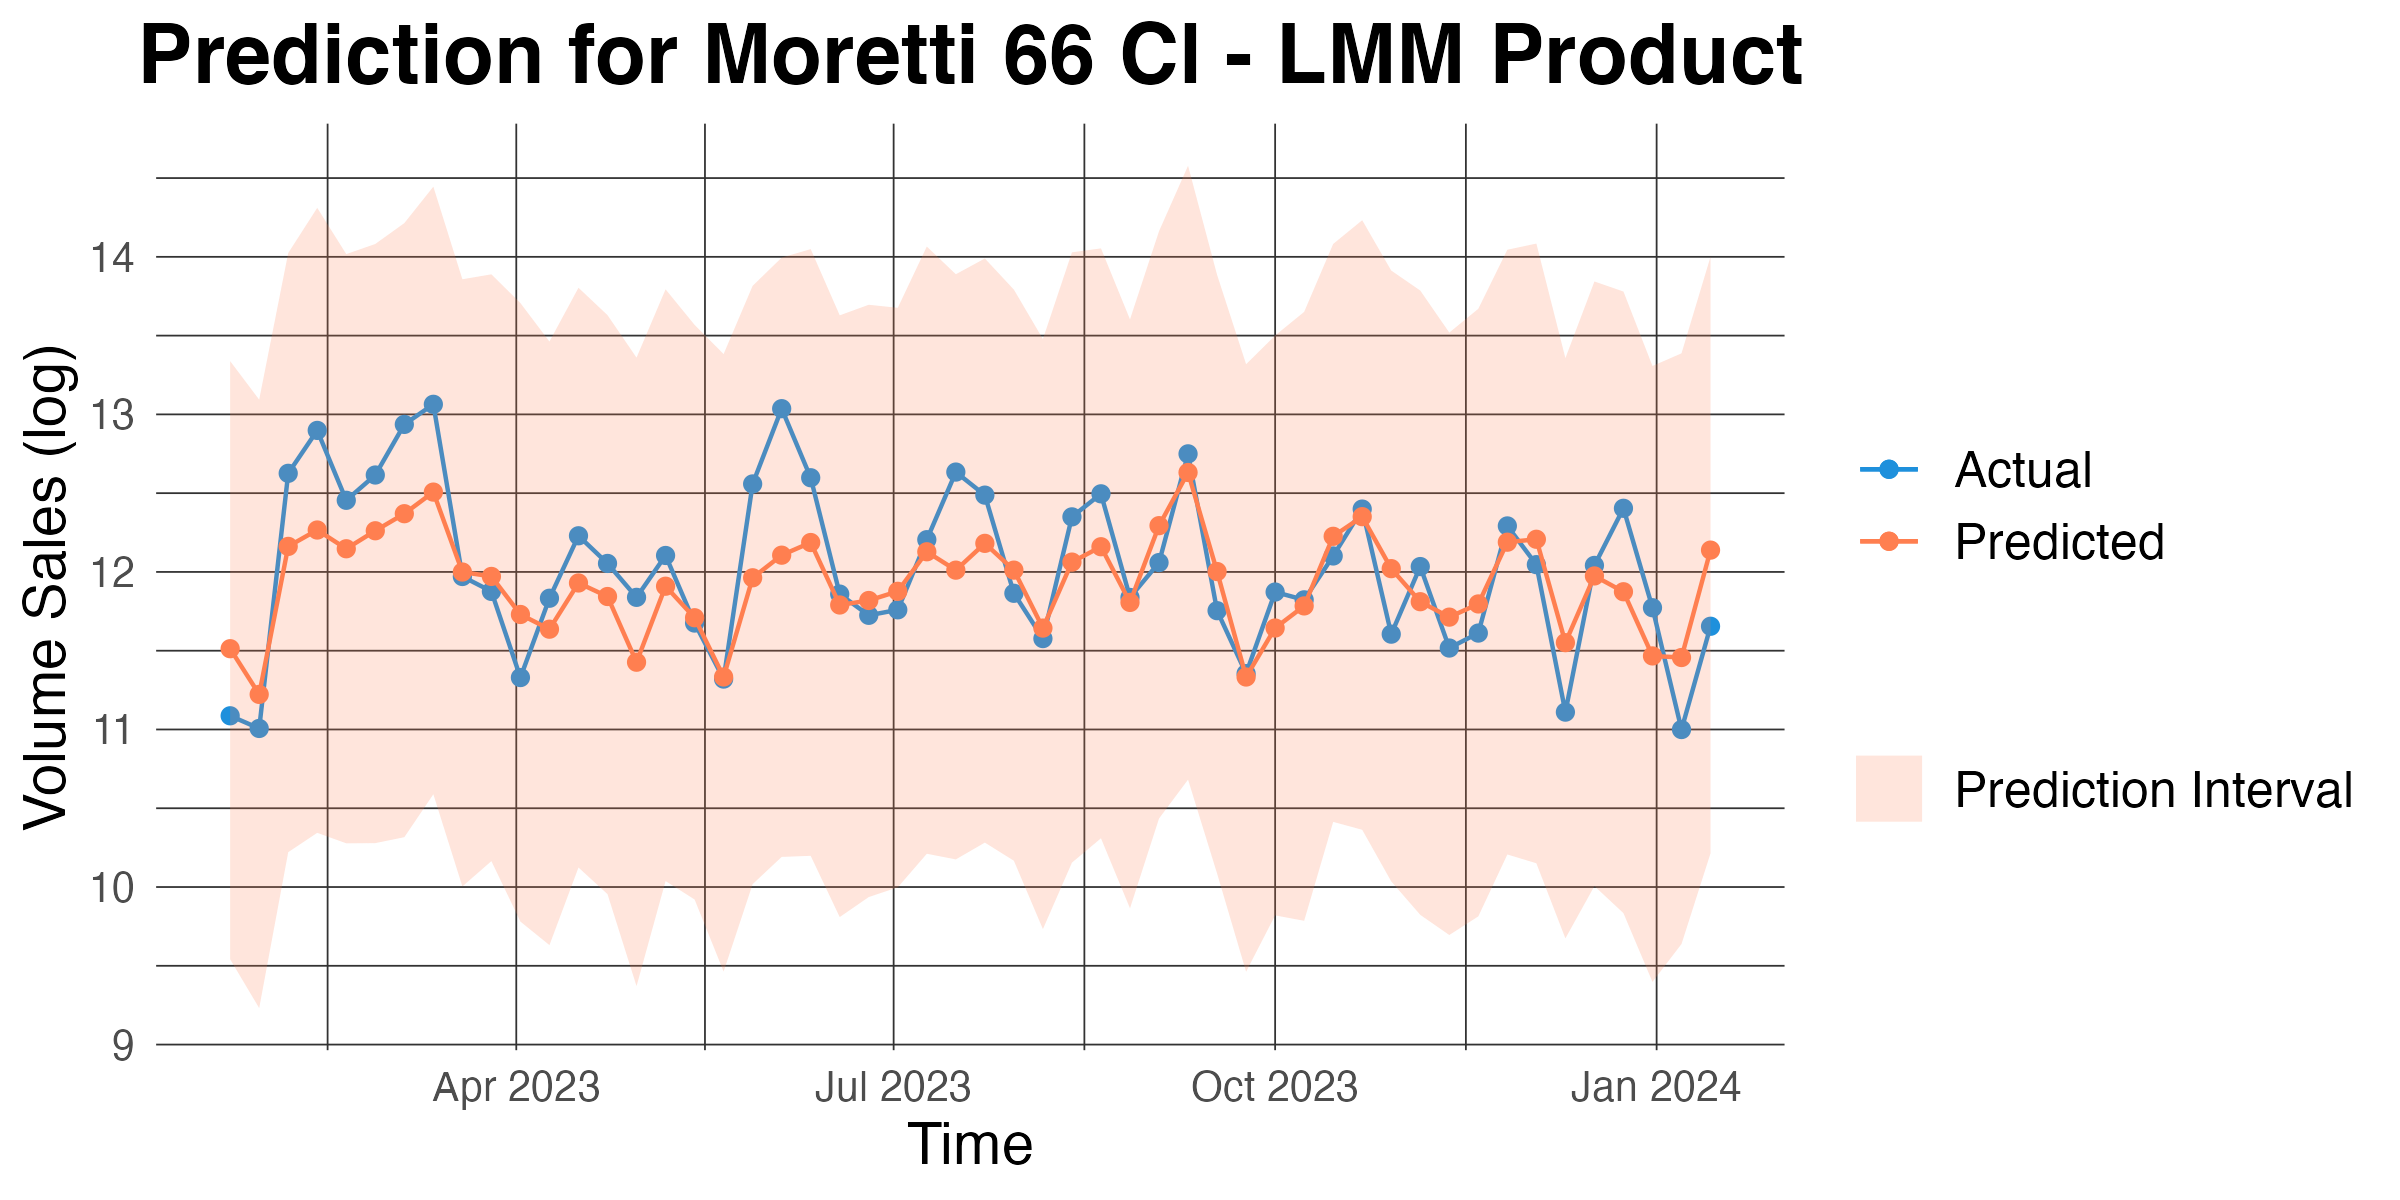 Prediction for Moretti 66 Cl - LMM Product
Volume Sales (log)
14
13
12
11
10
9
Apr 2023
Jul 2023
Oct 2023
Jan 2024
Time
Actual
Predicted
Prediction Interval